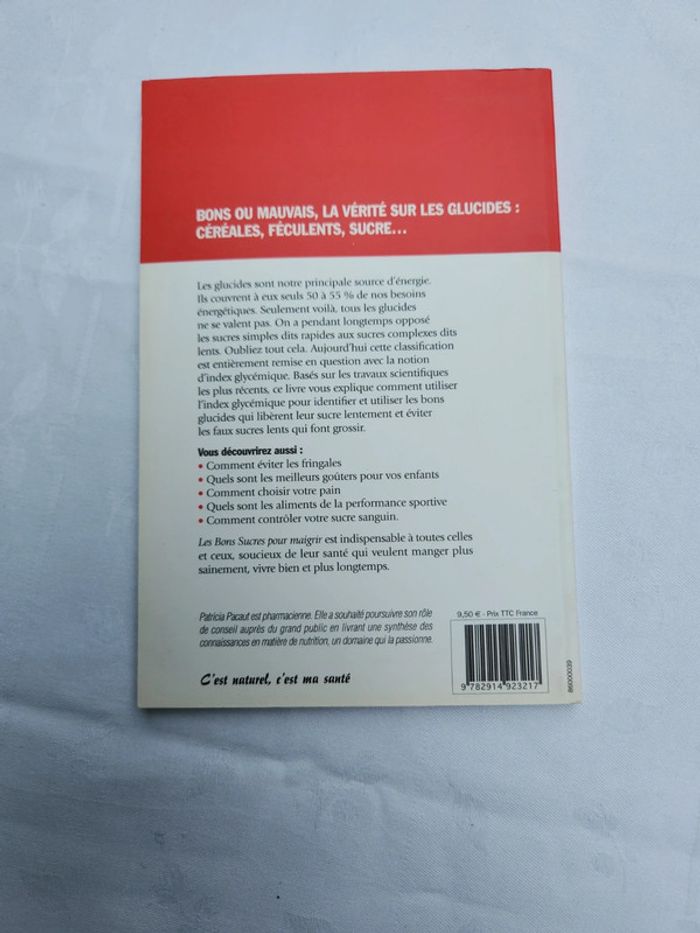 BONS OU MAUVAIS, LA VÉRITÉ SUR LES GLUCIDES :
CÉRÉALES, FÉCULENTS, SUCRE...
Les glucides sont notre principale source d'énergie.
Ils couvrent à eux seuls 50 à 55 % de nos besoins
énergétiques. Seulement voilà, tous les glucides
ne se valent pas. On a pendant longtemps opposé
les sucres simples dits rapides aux sucres complexes dits
lents. Oubliez tout cela. Aujourd'hui cette classification
est entièrement remise en question avec la notion
d'index glycémique. Basés sur les travaux scientifiques
les plus récents, ce livre vous explique comment utiliser
l'index glycémique pour identifier et utiliser les bons
glucides qui libèrent leur sucre lentement et éviter
les faux sucres lents qui font grossir.
Vous découvrirez aussi :
• Comment éviter les fringales
• Quels sont les meilleurs goûters pour vos enfants
• Comment choisir votre pain
• Quels sont les aliments de la performance sportive
• Comment contrôler votre sucre sanguin.
Les Bons Sucres pour maigrir est indispensable à toutes celles
et ceux, soucieux de leur santé qui veulent manger plus
sainement, vivre bien et plus longtemps.
Patricia Pacaut est pharmacienne. Elle a souhaité poursuivre son rôle
de conseil auprès du grand public en livrant une synthèse des
connaissances en matière de nutrition, un domaine qui la passionne.
C'est naturel, c'est ma santé
9,50 € - Prix TTC France
9 782914 923217
86000039